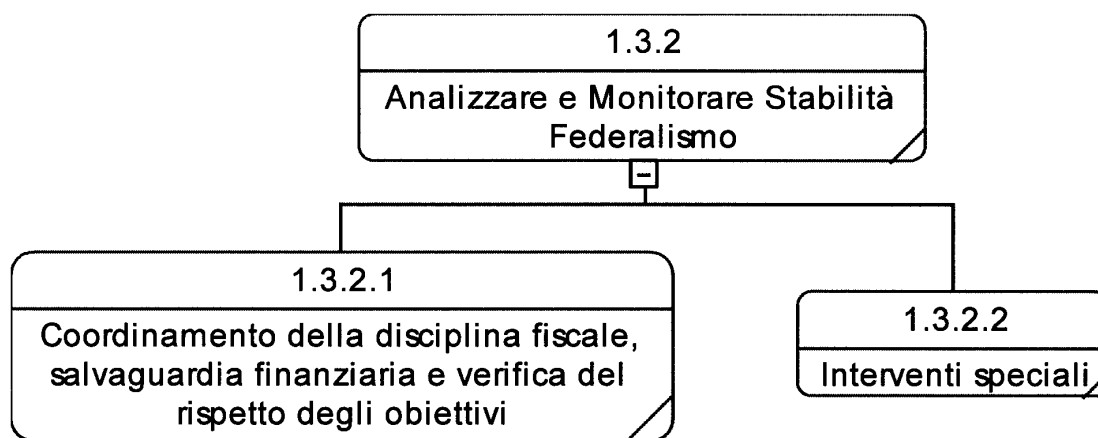 1.3.2
Analizzare e Monitorare Stabilità
Federalismo
1.3.2.1
Coordinamento della disciplina fiscale,
salvaguardia finanziaria e verifica del
rispetto degli obiettivi
1.3.2.2
Interventi speciali